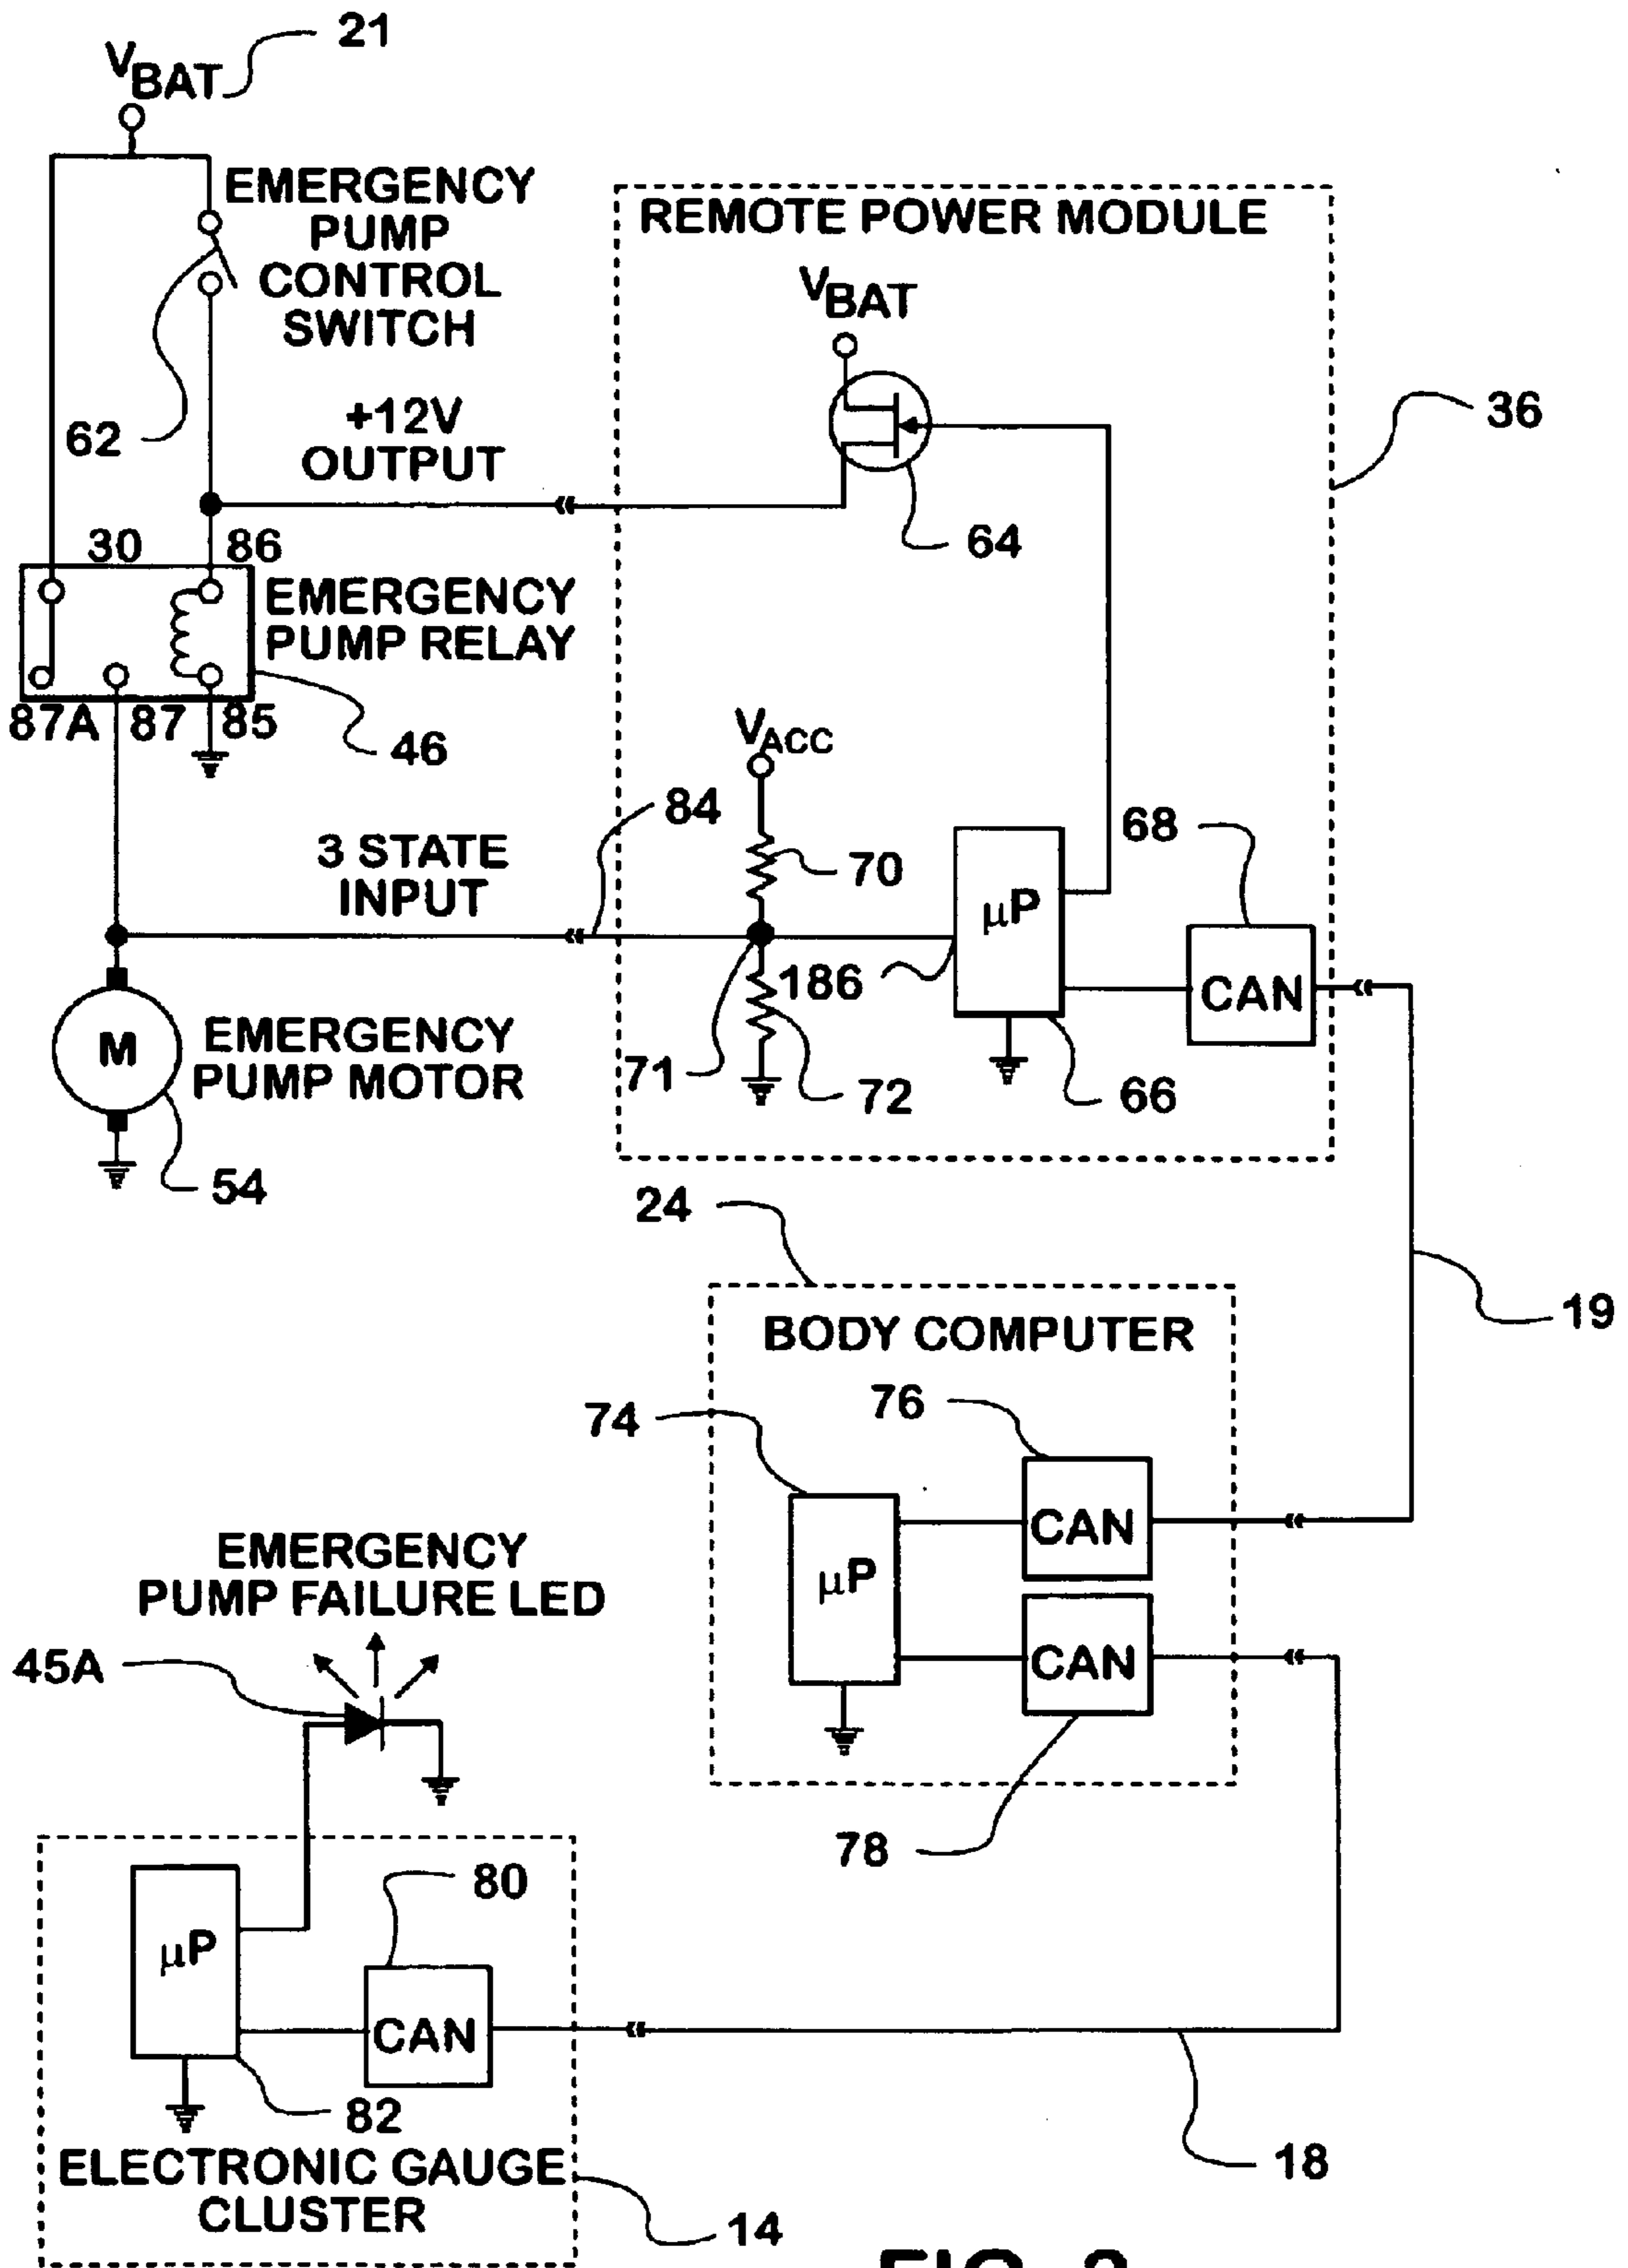 21
VBAT
EMERGENCY
PUMP
CONTROL
SWITCH
62
+12V
OUTPUT
REMOTE POWER MODULE
VBAT
36
64
30
86
EMERGENCY
PUMP RELAY
87A
87
85
46
VACC
84
70
68
3 STATE
INPUT
μP
186
CAN
M
EMERGENCY
PUMP MOTOR
71
72
66
54
24
19
BODY COMPUTER
74
76
CAN
μP
CAN
78
EMERGENCY
PUMP FAILURE LED
45A
80
μP
CAN
82
ELECTRONIC GAUGE
CLUSTER
14
18